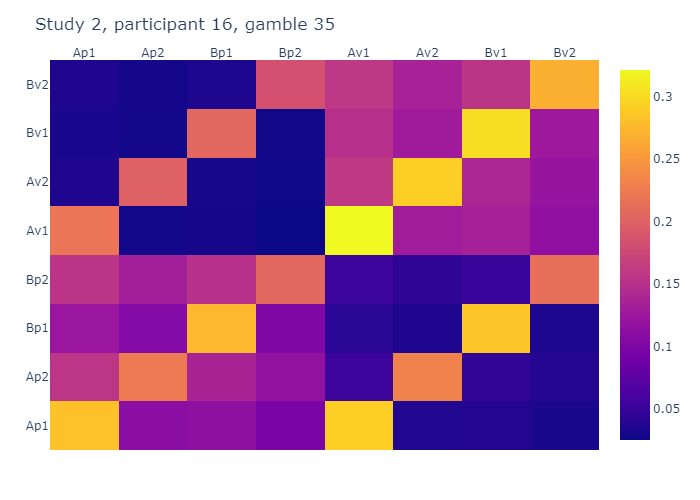 Study 2, participant 16, gamble 35
Ap1 Ap2 Bp1 Bp2 Av1 Av2 Bv1 Bv2
Bv2
Bv1
Av2
Av1
Bp2
Bp1
Ap2
Ap1
0.3
0.25
0.2
0.15
0.1
0.05